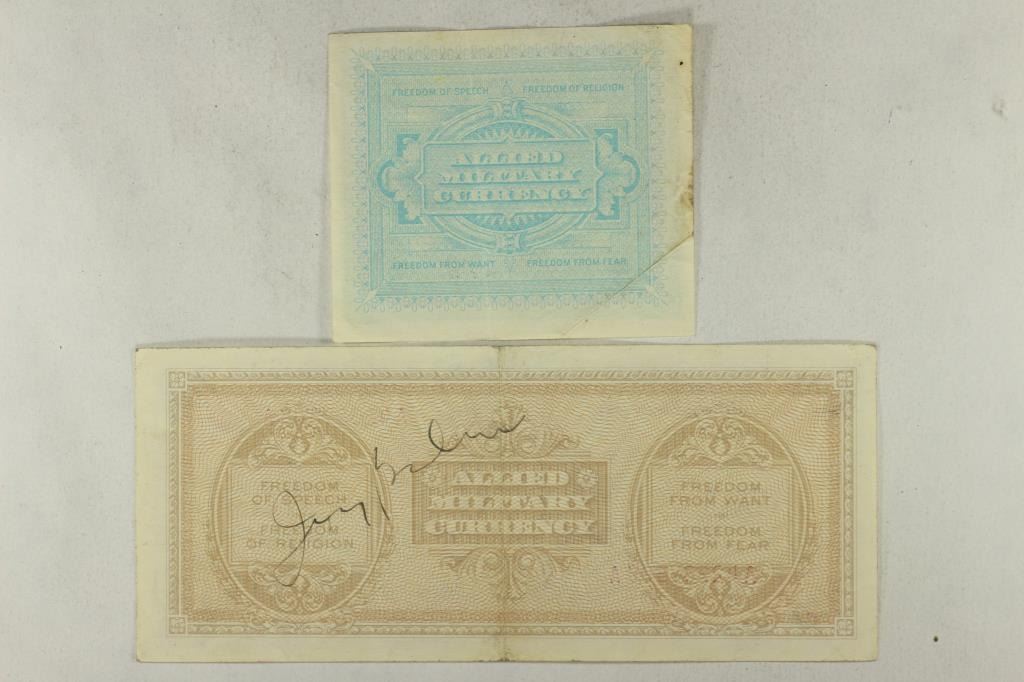 FREEDOM OF SPEECH FREEDOM OF RELIGION
ALLIED
MILITARY
CURRENCY
FREEDOM FROM WANT FREEDOM FROM FEAR
FREEDOM
OF SPEECH
FREEDOM
OF RELIGION
ALLIED
MILITARY
CURRENCY
FREEDOM
FROM WANT
FREEDOM
FROM FEAR